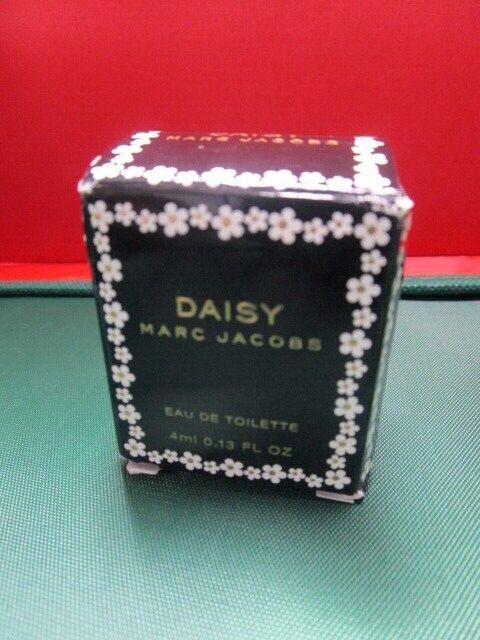 DAISY
MARC JACOBS
DAISY
MARC JACOBS
EAU DE TOILETTE
4ml 0.13 FL OZ